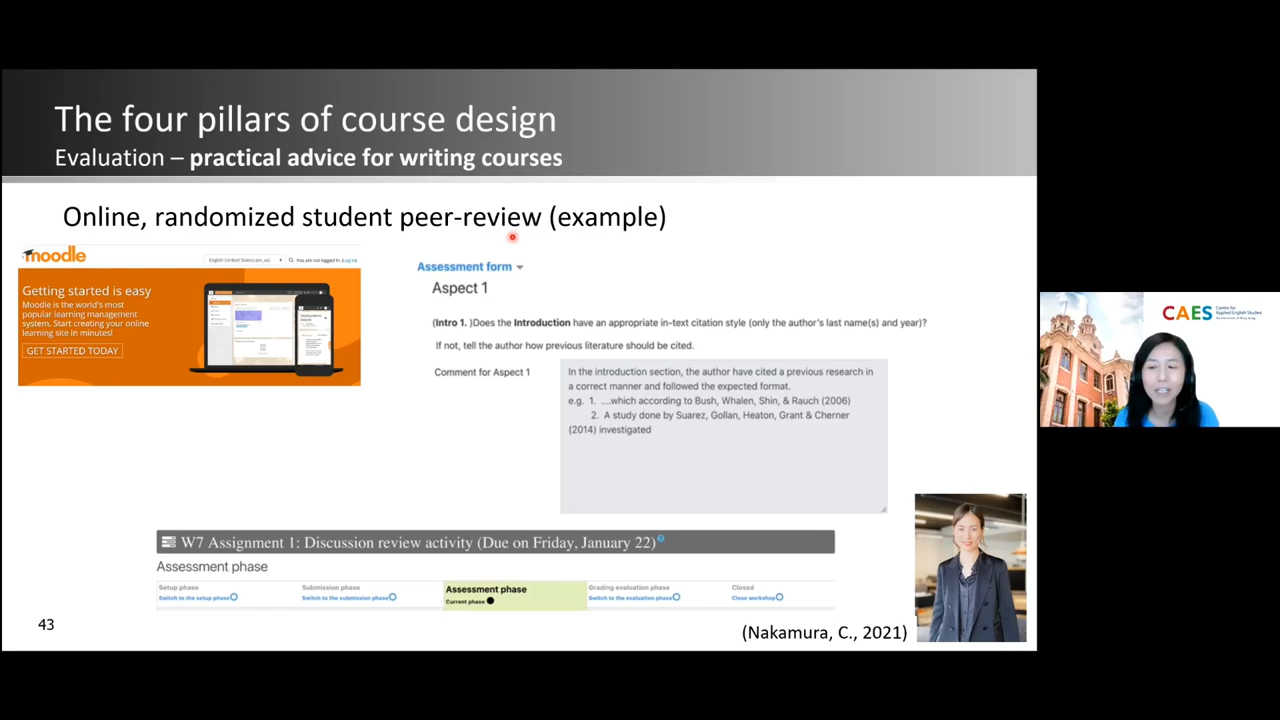 The four pillars of course design
Evaluation – practical advice for writing courses
Online, randomized student peer-review (example)
moodle
English (United States) (en_us)
You are not logged in. (Log in)
Getting started is easy
Moodle is the world's most
popular learning management
system. Start creating your online
learning site in minutes!
GET STARTED TODAY
Assessment form
Aspect 1
(Intro 1. )Does the Introduction have an appropriate in-text citation style (only the author's last name(s) and year)?
If not, tell the author how previous literature should be cited.
Comment for Aspect 1
In the introduction section, the author have cited a previous research in
a correct manner and followed the expected format.
e.g. 1. ....which according to Bush, Whalen, Shin, & Rauch (2006)
2. A study done by Suarez, Gollan, Heaton, Grant & Cherner
(2014) investigated
W7 Assignment 1: Discussion review activity (Due on Friday, January 22)
Assessment phase
Setup phase
Switch to the setup phase
Submission phase
Switch to the submission phase
Assessment phase
Current phase
Grading evaluation phase
Switch to the evaluation phase
Closed
Close workshop
43
(Nakamura, C., 2021)
CAES
Centre for
Applied English Studies